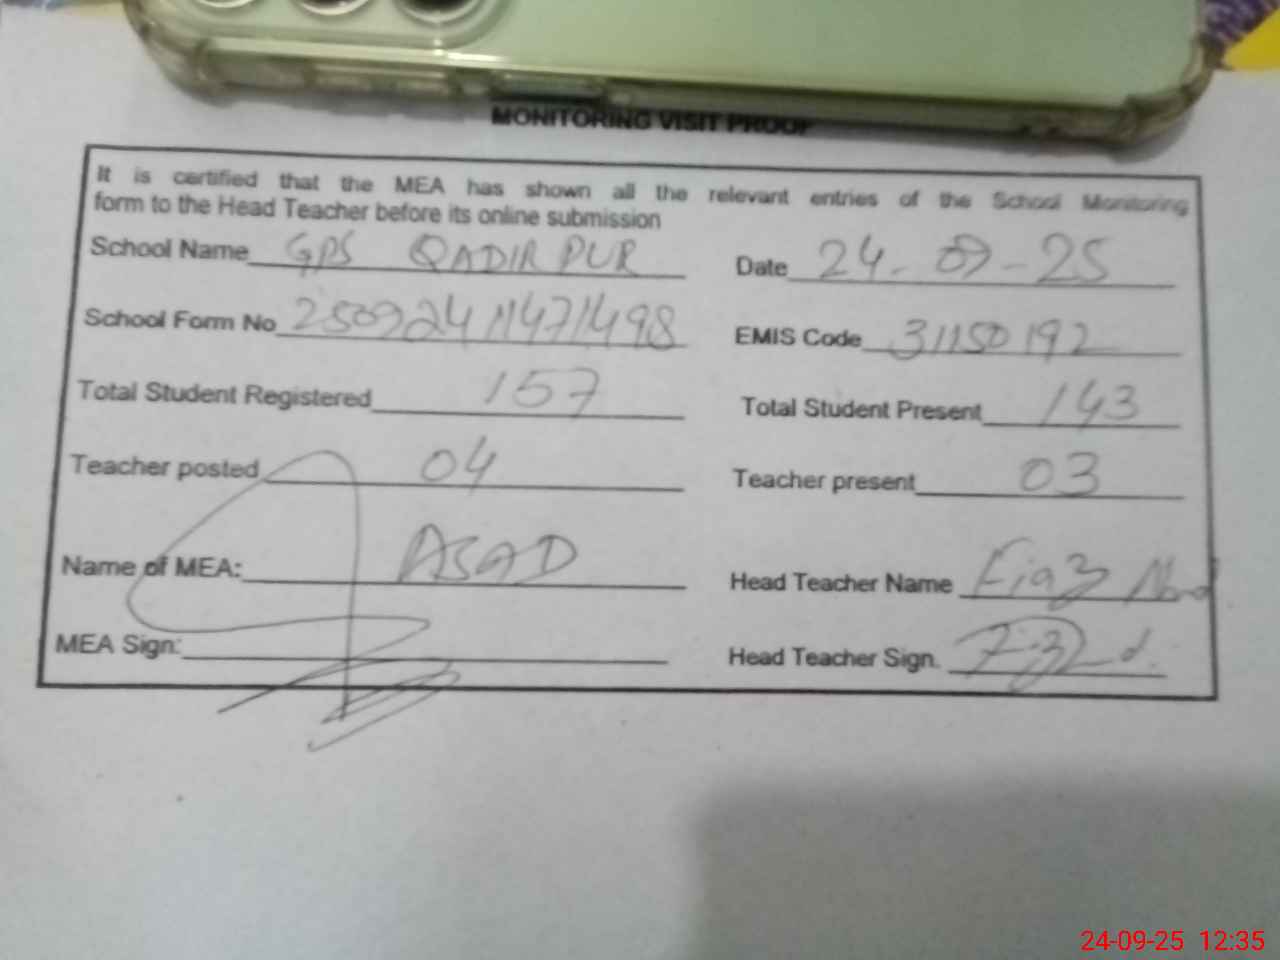 MONITORING VISIT PROOF
It is certified that the MEA has shown all the relevant entries of the School Monitoring
form to the Head Teacher before its online submission
School Name GPS QADIR PUR Date 24-09-25
School Form No 25092411471498 EMIS Code 31150192
Total Student Registered 157 Total Student Present 143
Teacher posted 04 Teacher present 03
Name of MEA: ASAD Head Teacher Name Fiaz
MEA Sign: Head Teacher Sign.
24-09-25 12:35